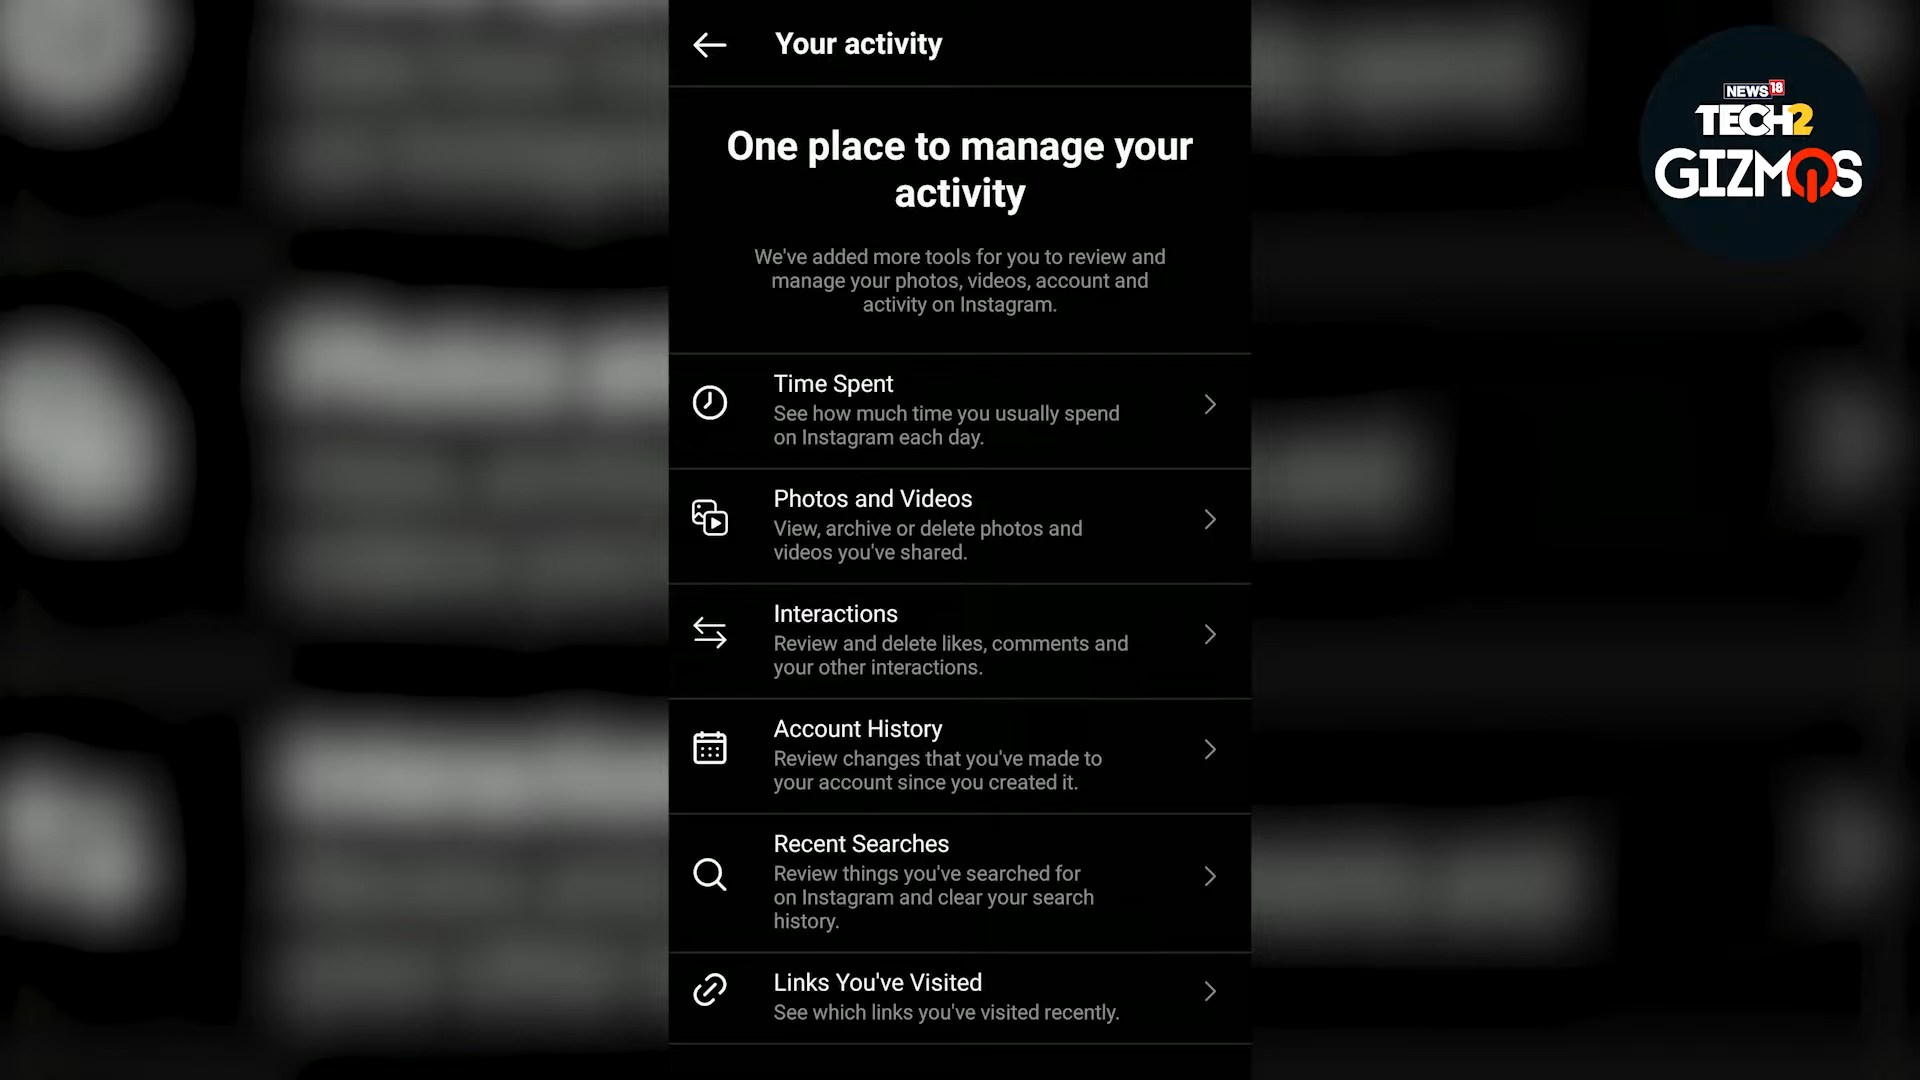 Your activity
One place to manage your
activity
We've added more tools for you to review and
manage your photos, videos, account and
activity on Instagram.
Time Spent
See how much time you usually spend
on Instagram each day.
Photos and Videos
View, archive or delete photos and
videos you've shared.
Interactions
Review and delete likes, comments and
your other interactions.
Account History
Review changes that you've made to
your account since you created it.
Recent Searches
Review things you've searched for
on Instagram and clear your search
history.
Links You've Visited
See which links you've visited recently.
NEWS18
TECH2
GIZMOS